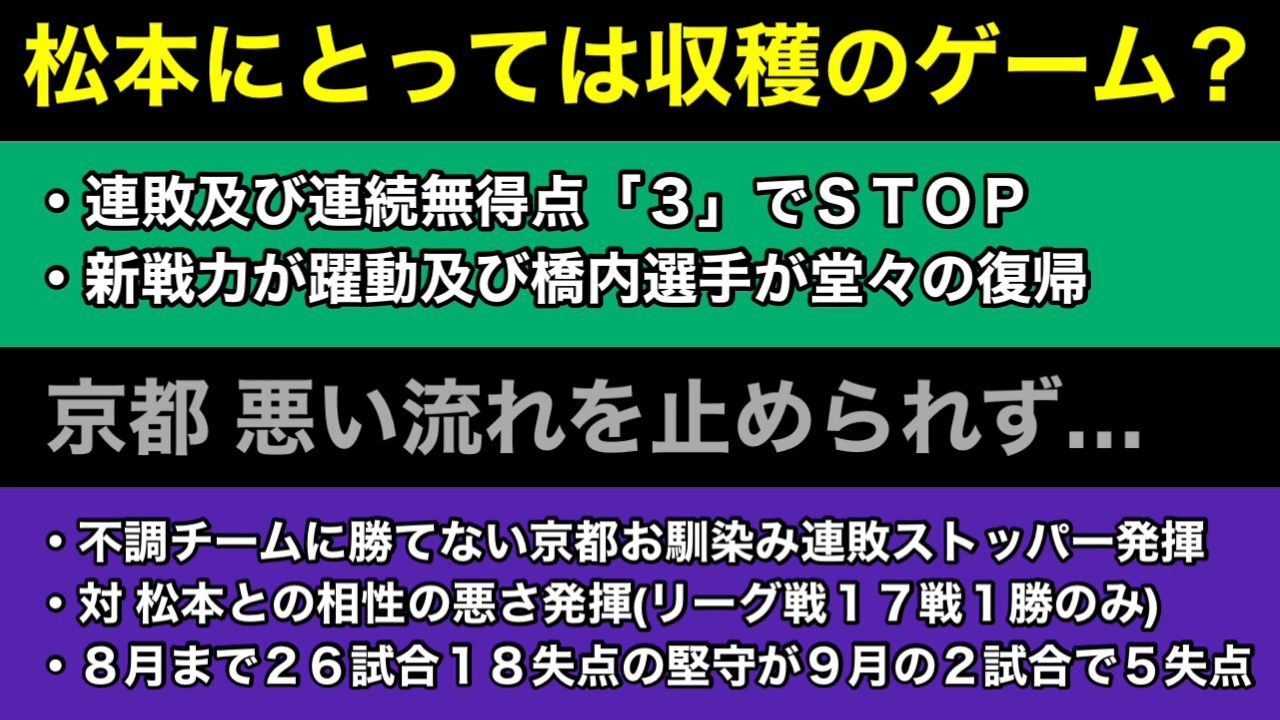 松本にとっては収穫のゲーム？
・連敗及び連続無得点「３」でＳＴＯＰ
・新戦力が躍動及び橋内選手が堂々の復帰
京都 悪い流れを止められず...
・不調チームに勝てない京都お馴染み連敗ストッパー発揮
・対 松本との相性の悪さ発揮(リーグ戦１７戦１勝のみ)
・８月まで２６試合１８失点の堅守が９月の２試合で５失点